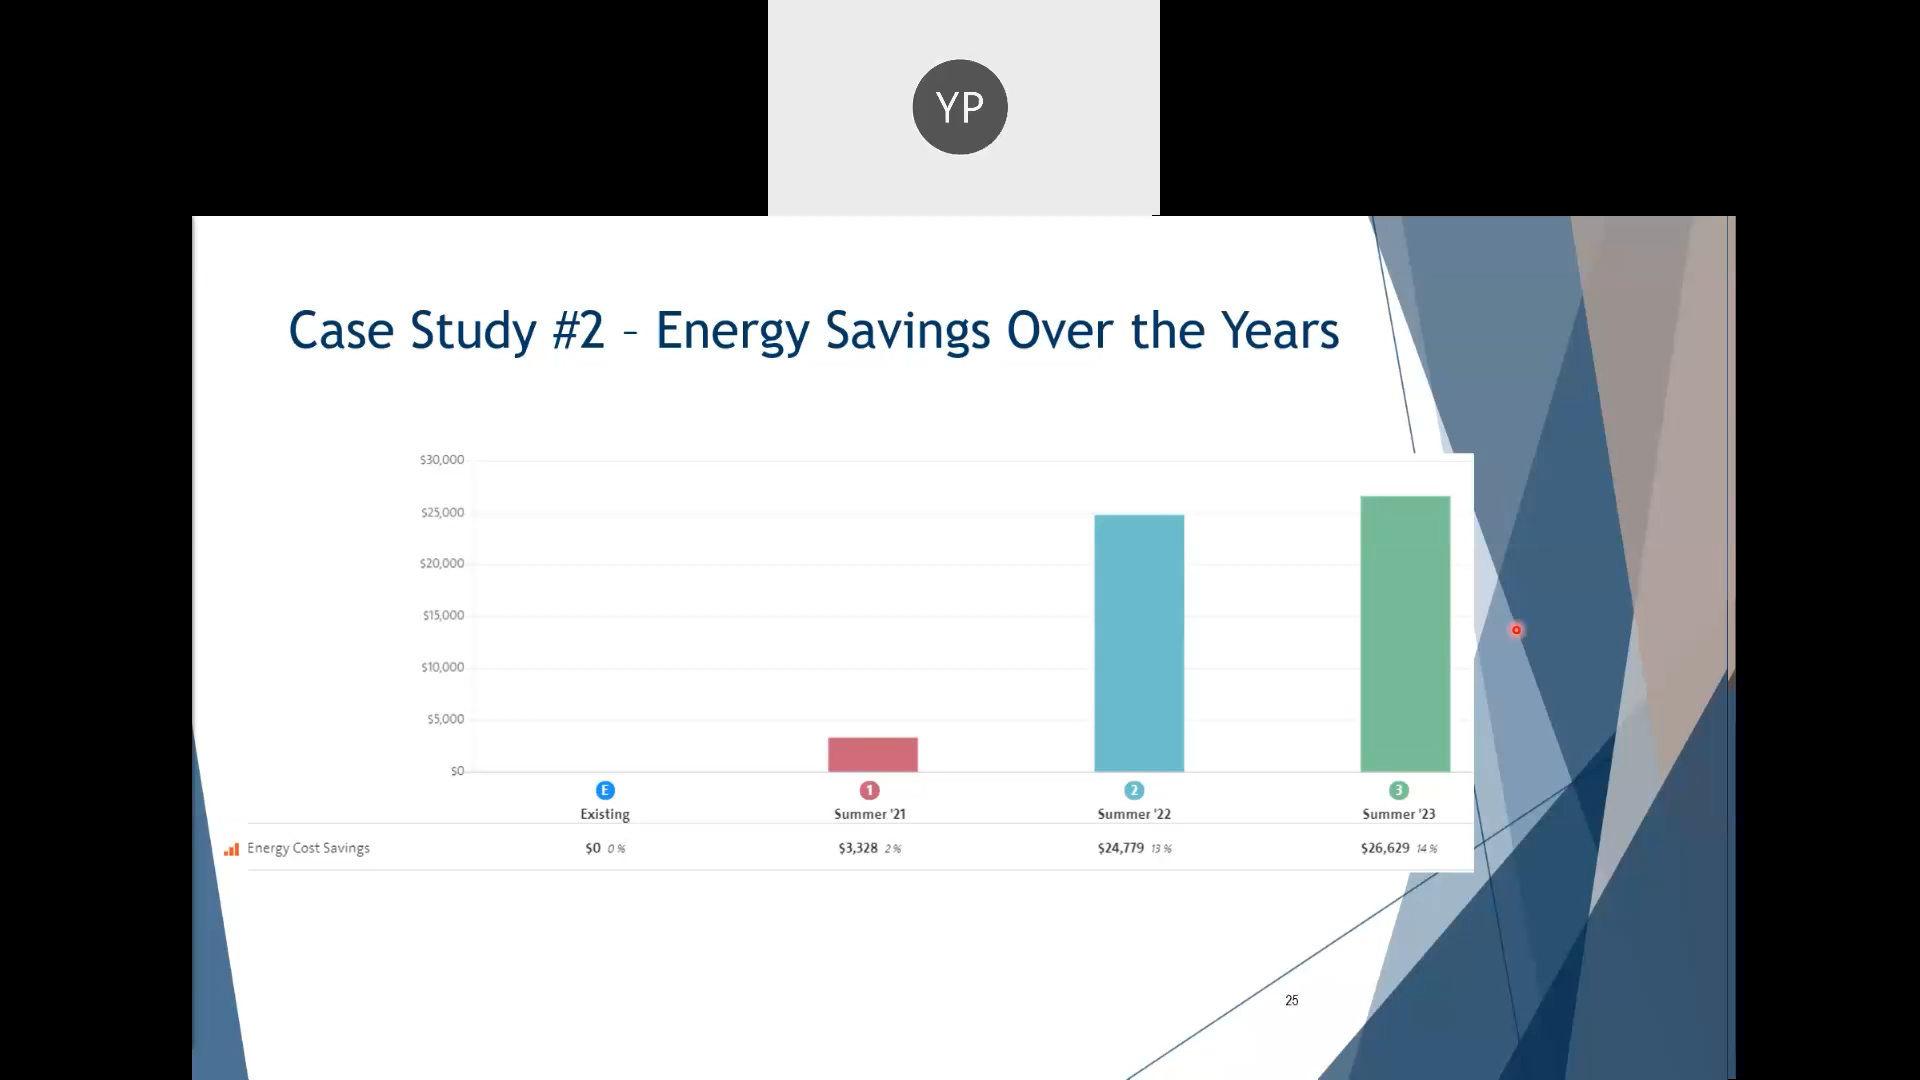 YP
Case Study #2 – Energy Savings Over the Years
$30,000
$25,000
$20,000
$15,000
$10,000
$5,000
$0
E 1 2 3
Existing Summer '21 Summer '22 Summer '23
Energy Cost Savings $0 0 % $3,328 2 % $24,779 13 % $26,629 14 %
25